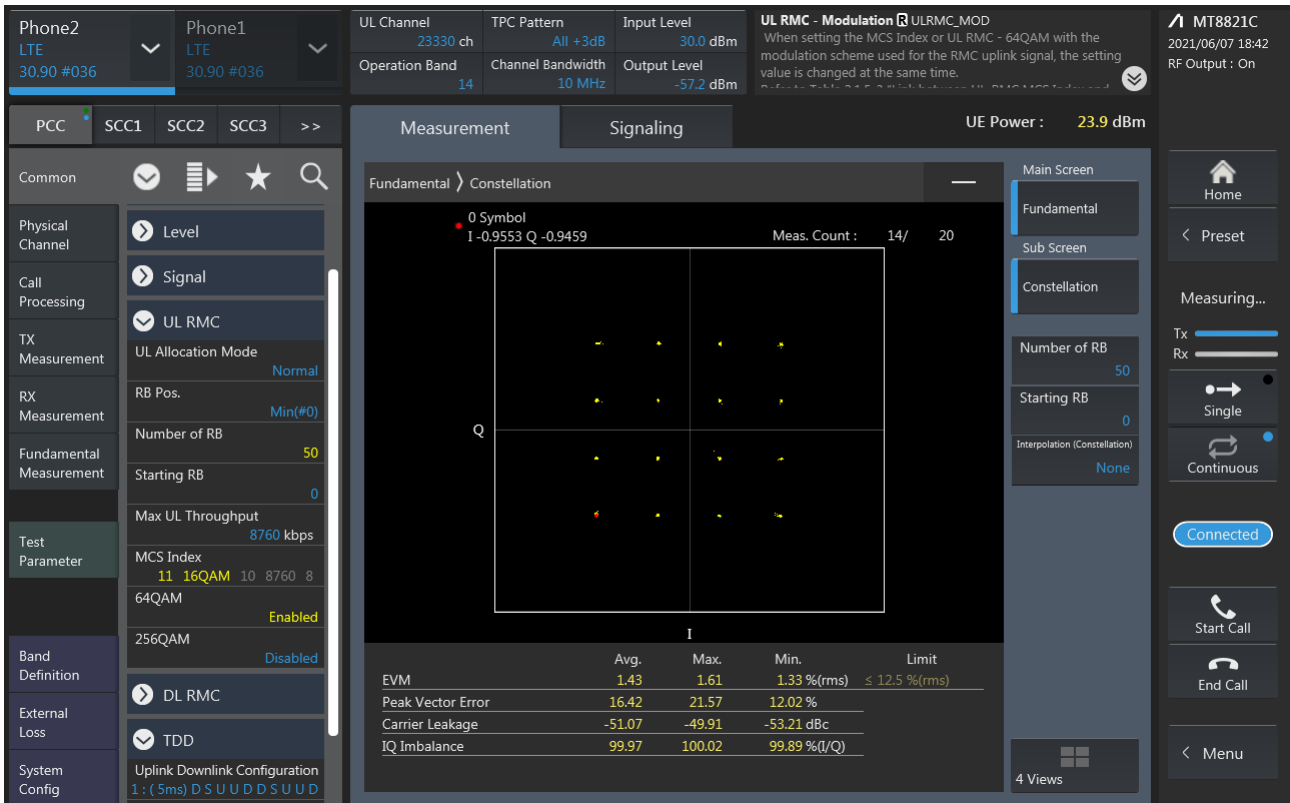 Phone2
LTE
30.90 #036
Phone1
LTE
30.90 #036
UL Channel
23330 ch
TPC Pattern
All +3dB
Input Level
30.0 dBm
Operation Band
14
Channel Bandwidth
10 MHz
Output Level
-57.2 dBm
UL RMC - Modulation R ULRMC_MOD
When setting the MCS Index or UL RMC - 64QAM with the
modulation scheme used for the RMC uplink signal, the setting
value is changed at the same time.
MT8821C
2021/06/07 18:42
RF Output : On
PCC SCC1 SCC2 SCC3 >>
Measurement
Signaling
UE Power : 23.9 dBm
Common
Physical
Channel
Call
Processing
TX
Measurement
RX
Measurement
Fundamental
Measurement
Test
Parameter
Band
Definition
External
Loss
System
Config
Level
Signal
UL RMC
UL Allocation Mode
Normal
RB Pos.
Min(#0)
Number of RB
50
Starting RB
0
Max UL Throughput
8760 kbps
MCS Index
11 16QAM 10 8760 8
64QAM
Enabled
256QAM
Disabled
DL RMC
TDD
Uplink Downlink Configuration
1 : ( 5ms) D S U U D D S U U D
Fundamental Constellation
0 Symbol
I -0.9553 Q -0.9459
Meas. Count : 14/ 20
Q
I
Avg. Max. Min. Limit
EVM 1.43 1.61 1.33 %(rms) ≤ 12.5 %(rms)
Peak Vector Error 16.42 21.57 12.02 %
Carrier Leakage -51.07 -49.91 -53.21 dBc
IQ Imbalance 99.97 100.02 99.89 %(I/Q)
Main Screen
Fundamental
Sub Screen
Constellation
Number of RB
50
Starting RB
0
Interpolation (Constellation)
None
4 Views
Home
< Preset
Measuring...
Tx
Rx
Single
Continuous
Connected
Start Call
End Call
< Menu